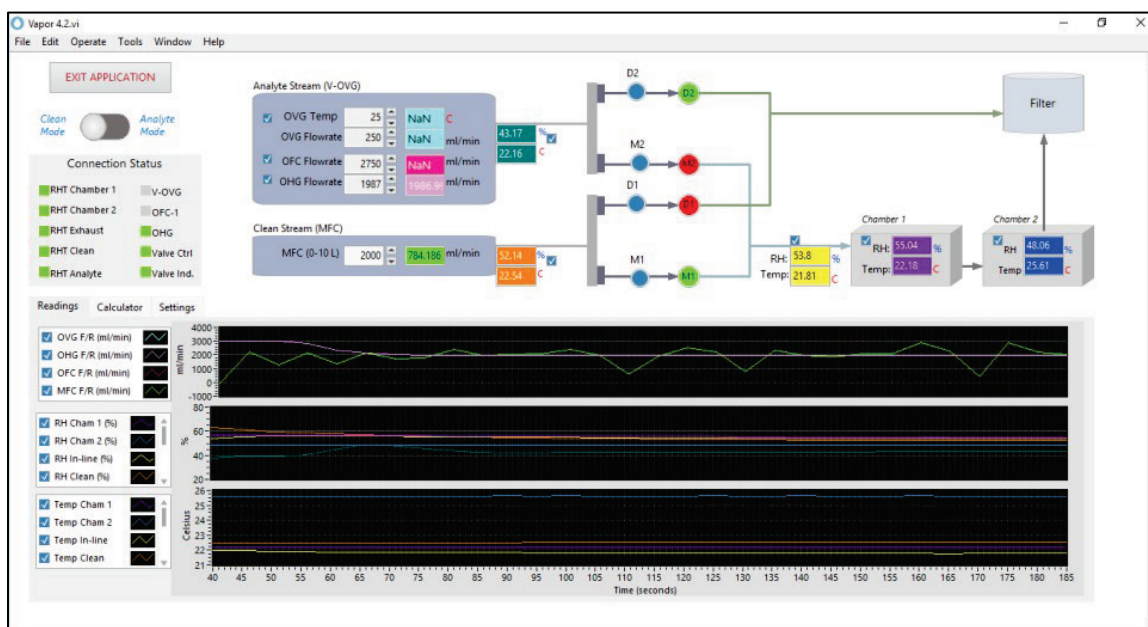 Vapor 4.2.vi
File Edit Operate Tools Window Help
EXIT APPLICATION
Clean Mode
Analyte Mode
Connection Status
RHT Chamber 1 V-OVG
RHT Chamber 2 OFC-1
RHT Exhaust OHG
RHT Clean Valve Ctrl
RHT Analyte Valve Ind.
Analyte Stream (V-OVG)
OVG Temp 25 NaN C
OVG Flowrate 250 NaN ml/min
OFC Flowrate 2750 NaN ml/min
OHG Flowrate 1987 1986.9 ml/min
43.17 %
22.16 C
Clean Stream (MFC)
MFC (0-10 L) 2000 784.186 ml/min
52.14 %
22.54 C
D2 D2
M2 M2
D1 D1
M1 M1
RH: 53.8 %
Temp: 21.81 C
Filter
Chamber 1
RH: 55.04 %
Temp: 22.18 C
Chamber 2
RH 48.06 %
Temp 25.61 C
Readings Calculator Settings
OVG F/R (ml/min)
OHG F/R (ml/min)
OFC F/R (ml/min)
MFC F/R (ml/min)
ml/min
4000
3000
2000
1000
0
-1000
RH Cham 1 (%)
RH Cham 2 (%)
RH In-line (%)
RH Clean (%)
%
80
60
40
20
Temp Cham 1
Temp Cham 2
Temp In-line
Temp Clean
Celsius
26
25
24
23
22
21
40 45 50 55 60 65 70 75 80 85 90 95 100 105 110 115 120 125 130 135 140 145 150 155 160 165 170 175 180 185
Time (seconds)